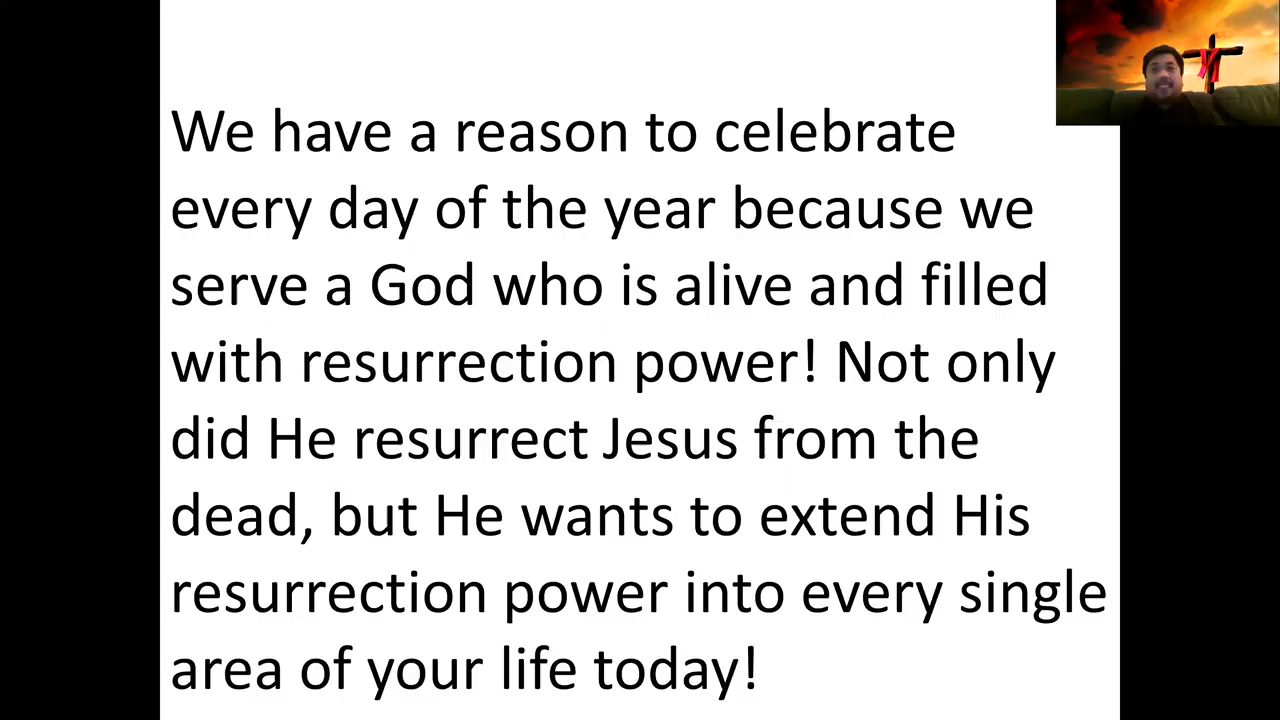 We have a reason to celebrate
every day of the year because we
serve a God who is alive and filled
with resurrection power! Not only
did He resurrect Jesus from the
dead, but He wants to extend His
resurrection power into every single
area of your life today!